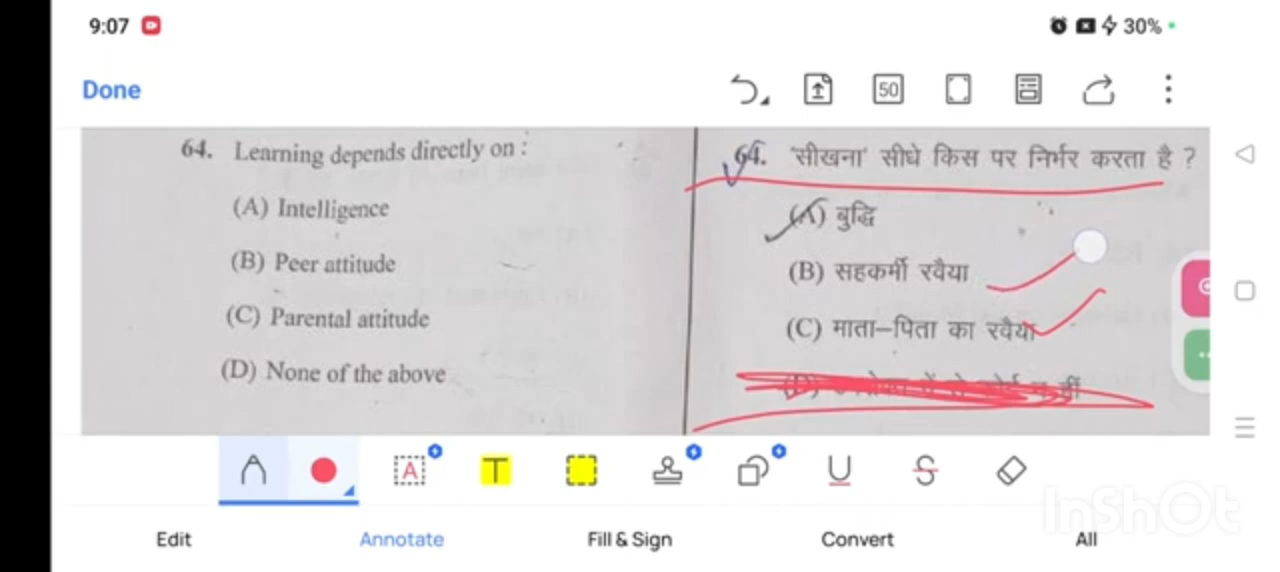 9:07
30%
Done
50
64. Learning depends directly on :
(A) Intelligence
(B) Peer attitude
(C) Parental attitude
(D) None of the above
64. 'सीखना' सीधे किस पर निर्भर करता है ?
(A) बुद्धि
(B) सहकर्मी रवैया
(C) माता-पिता का रवैया
A
T
U
S
Edit
Annotate
Fill & Sign
Convert
All
InShOt